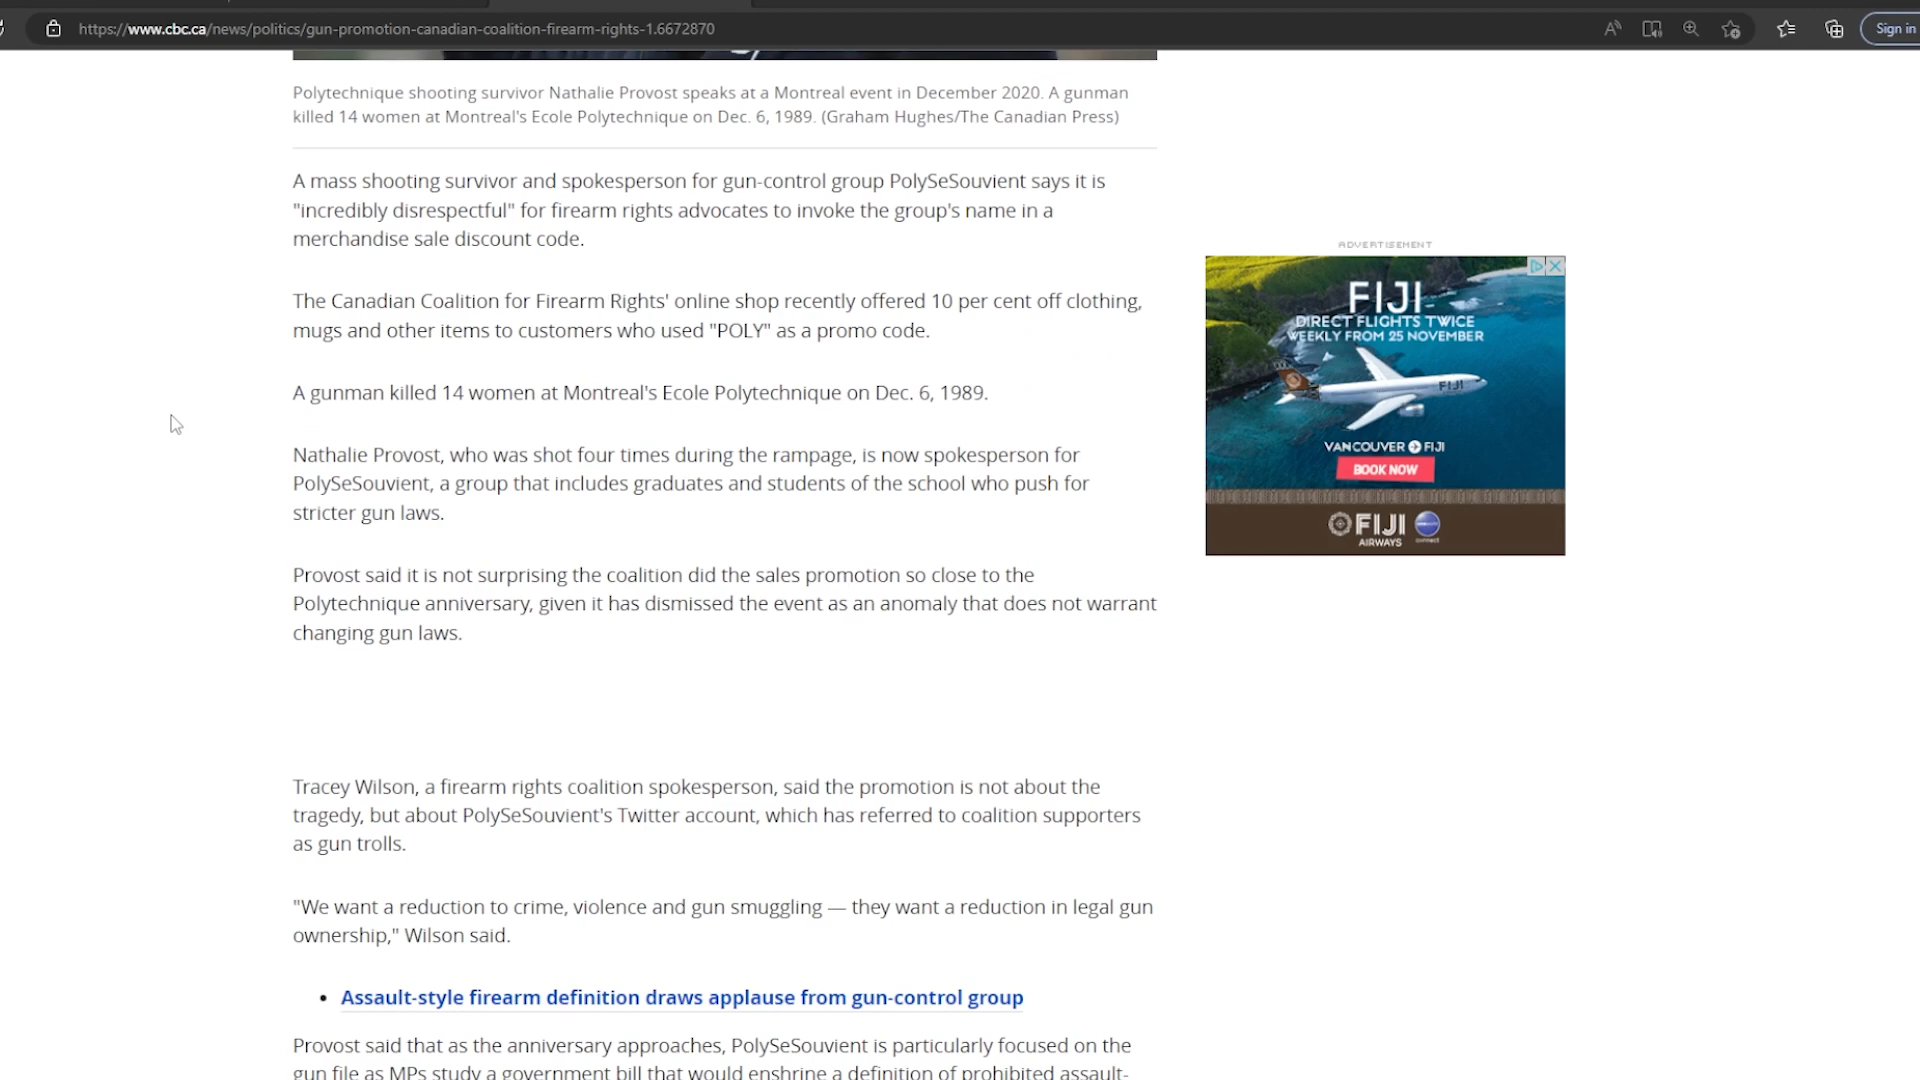 https://www.cbc.ca/news/politics/gun-promotion-canadian-coalition-firearm-rights-1.6672870
Sign in
Polytechnique shooting survivor Nathalie Provost speaks at a Montreal event in December 2020. A gunman
killed 14 women at Montreal's Ecole Polytechnique on Dec. 6, 1989. (Graham Hughes/The Canadian Press)
A mass shooting survivor and spokesperson for gun-control group PolySeSouvient says it is
"incredibly disrespectful" for firearm rights advocates to invoke the group's name in a
merchandise sale discount code.
The Canadian Coalition for Firearm Rights' online shop recently offered 10 per cent off clothing,
mugs and other items to customers who used "POLY" as a promo code.
A gunman killed 14 women at Montreal's Ecole Polytechnique on Dec. 6, 1989.
Nathalie Provost, who was shot four times during the rampage, is now spokesperson for
PolySeSouvient, a group that includes graduates and students of the school who push for
stricter gun laws.
Provost said it is not surprising the coalition did the sales promotion so close to the
Polytechnique anniversary, given it has dismissed the event as an anomaly that does not warrant
changing gun laws.
Tracey Wilson, a firearm rights coalition spokesperson, said the promotion is not about the
tragedy, but about PolySeSouvient's Twitter account, which has referred to coalition supporters
as gun trolls.
"We want a reduction to crime, violence and gun smuggling — they want a reduction in legal gun
ownership," Wilson said.
• Assault-style firearm definition draws applause from gun-control group
Provost said that as the anniversary approaches, PolySeSouvient is particularly focused on the
gun file as MPs study a government bill that would enshrine a definition of prohibited assault-
ADVERTISEMENT
FIJI
DIRECT FLIGHTS TWICE
WEEKLY FROM 25 NOVEMBER
FIJI
VANCOUVER FIJI
BOOK NOW
FIJI
AIRWAYS